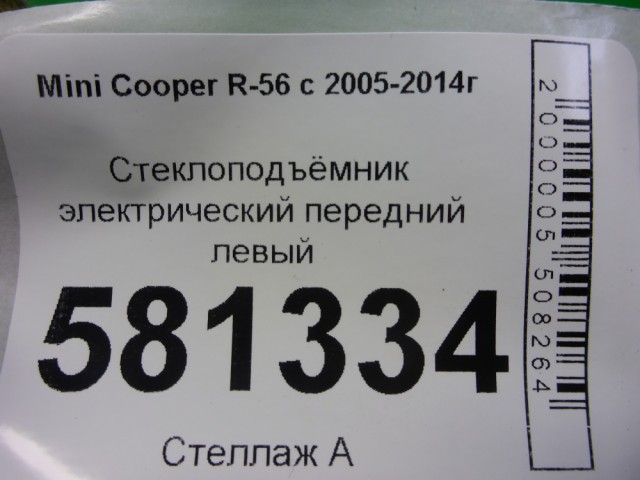 Mini Cooper R-56 с 2005-2014г
Стеклоподъёмник
электрический передний
левый
581334
Стеллаж А
2 000005 508264